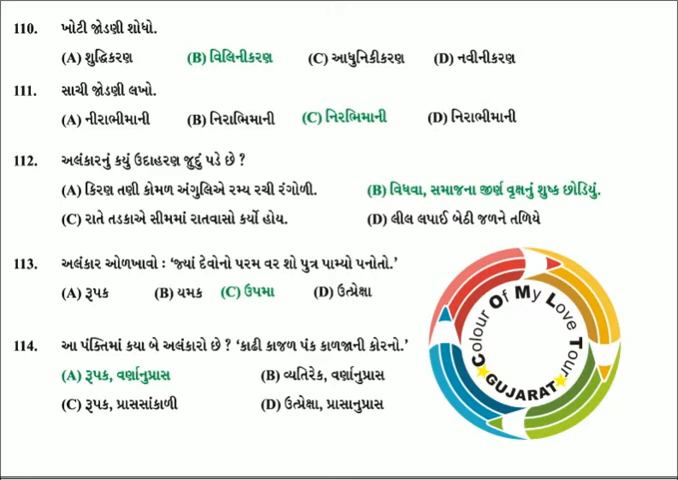 110. ખોટી જોડણી શોધો.
(A) શુદ્ધિકરણ (B) વિલિનીકરણ (C) આધુનિકીકરણ (D) નવીનીકરણ
111. સાચી જોડણી લખો.
(A) નીરાભીમાની (B) નિરાભિમાની (C) નિરભિમાની (D) નિરાભીમાની
112. અલંકારનું કયું ઉદાહરણ જૂદું પડે છે ?
(A) કિરણ તણી કોમળ અંગુલિએ રમ્ય રચી રંગોળી. (B) વિધવા, સમાજના જીર્ણ વૃક્ષનું શુષ્ક છોડિયું.
(C) રાતે તડકાએ સીમમાં રાતવાસો કર્યો હોય. (D) લીલ લપાઈ બેઠી જળને તળિયે
113. અલંકાર ઓળખાવો : ‘જ્યાં દેવોનો પરમ વર શો પુત્ર પામ્યો પનોતો.’
(A) રૂપક (B) યમક (C) ઉપમા (D) ઉત્પ્રેક્ષા
114. આ પંક્તિમાં કયા બે અલંકારો છે ? ‘કાઢી કાજળ પંક કાળજાની કોરનો.’
(A) રૂપક, વર્ણાનુપ્રાસ (B) વ્યતિરેક, વર્ણાનુપ્રાસ
(C) રૂપક, પ્રાસસાંકાળી (D) ઉત્પ્રેક્ષા, પ્રાસાનુપ્રાસ
Colour Of My Love Tour
GUJARAT